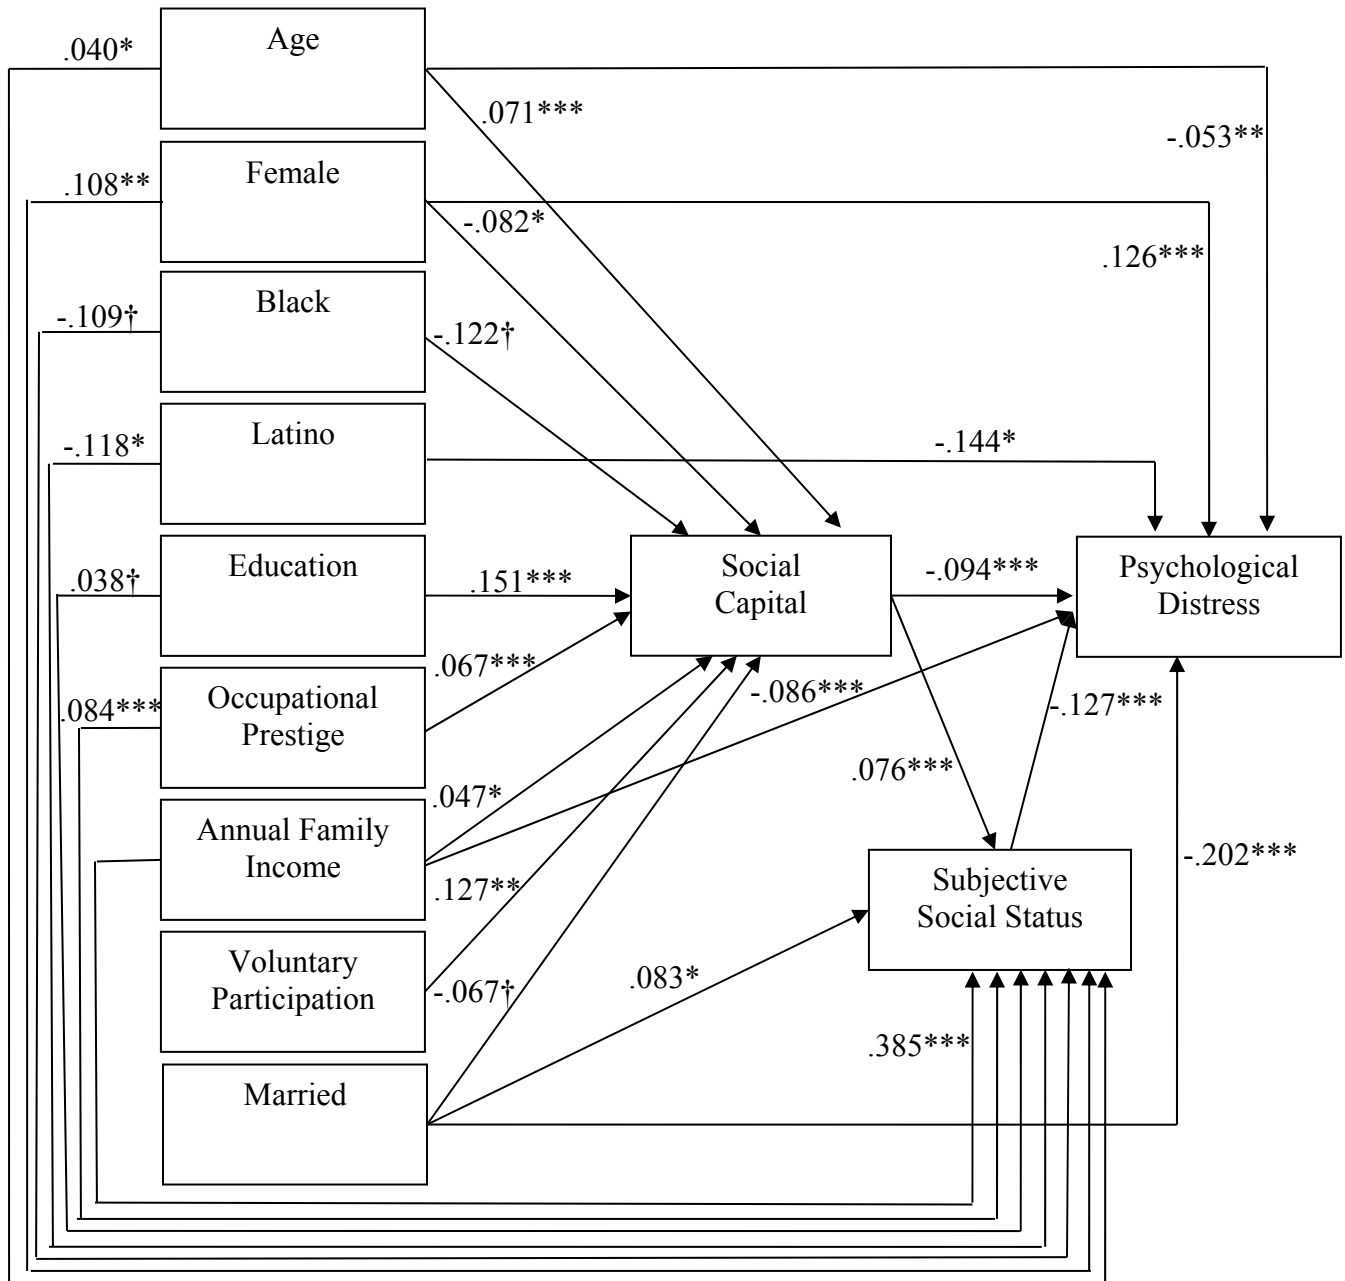 Age
.040*
.071***
-.053**
Female
.108**
-.082*
.126***
Black
-.109†
-.122†
Latino
-.118*
-.144*
Education
.038†
.151***
Social
Capital
-.094***
Psychological
Distress
Occupational
Prestige
.084***
.067***
-.086***
-.127***
.076***
Annual Family
Income
.047*
.127**
-.202***
Subjective
Social Status
Voluntary
Participation
-.067†
.083*
.385***
Married